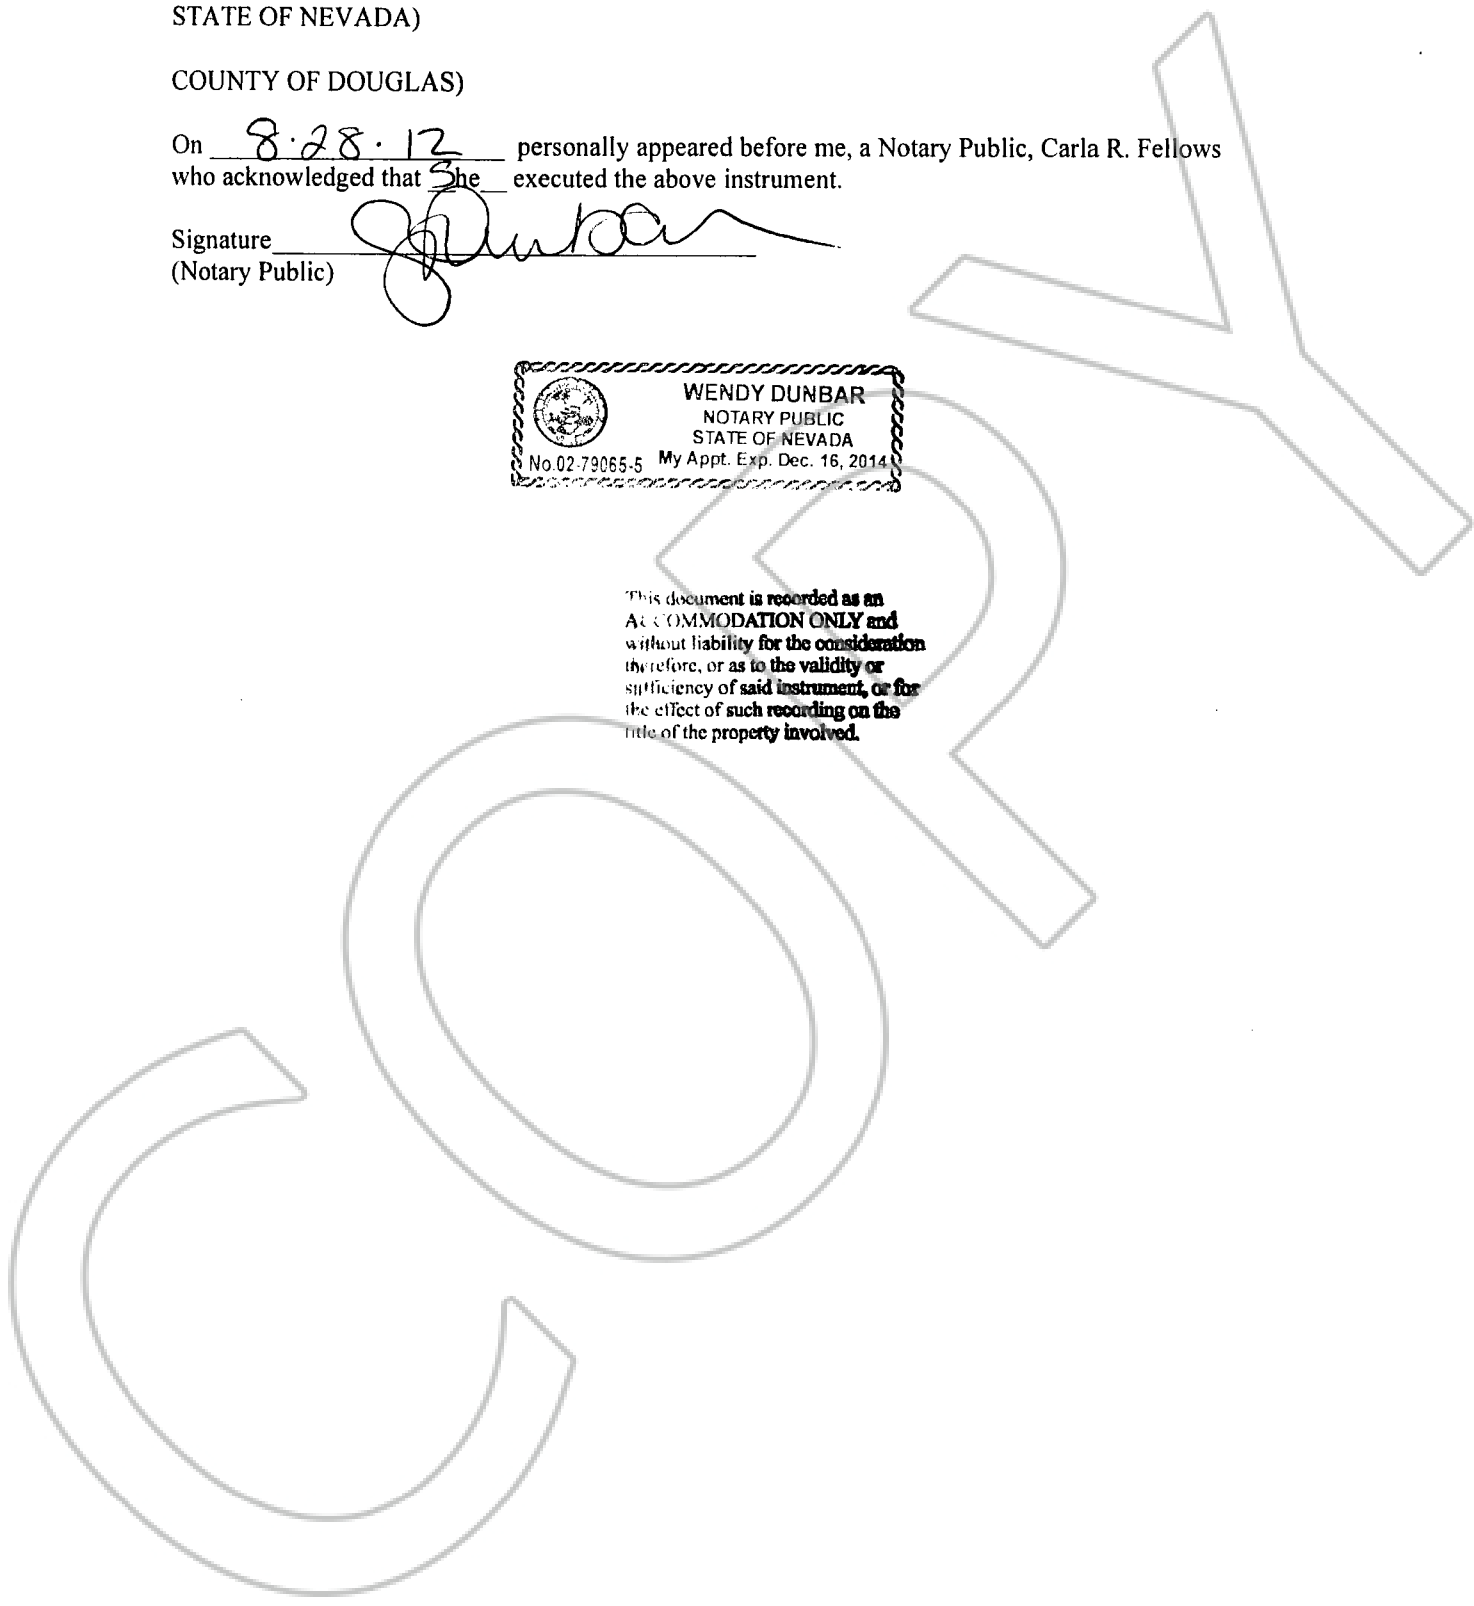 STATE OF NEVADA)
COUNTY OF DOUGLAS)
On 8·28·12 personally appeared before me, a Notary Public, Carla R. Fellows
who acknowledged that She executed the above instrument.
Signature
(Notary Public)
WENDY DUNBAR
NOTARY PUBLIC
STATE OF NEVADA
No.02-79065-5 My Appt. Exp. Dec. 16, 2014
This document is recorded as an
ACCOMMODATION ONLY and
without liability for the consideration
therefore, or as to the validity or
sufficiency of said instrument, or for
the effect of such recording on the
title of the property involved.
COPY